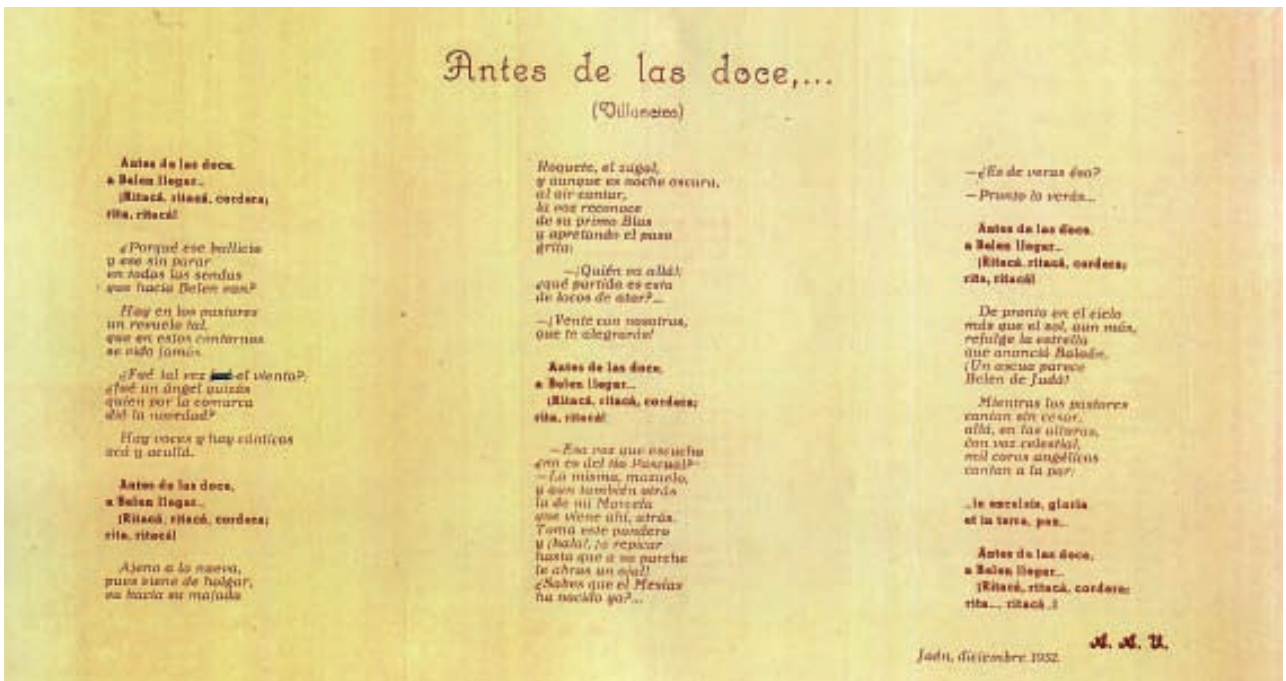 Antes de las doce,...
(Villancico)
Antes de las doce,
a Belen llegar...
¡Ritacá, ritacá, cordera;
rita, ritacá!
¿Porqué ese bullicio
y ese sin parar
en todas las sendas
que hacia Belen van?
Hay en los pastores
un revuelo tal,
que en estos contornos
se vido jamás.
¿Fué tal vez el viento?;
¿fué un ángel quizás
quien por la comarca
dió la novedad?
Hay voces y hay cánticos
acá y acullá.
Antes de las doce,
a Belen llegar...
¡Ritacá, ritacá, cordera;
rita, ritacá!
Ajeno a la nueva,
pues viene de holgar,
va hacia su majada
Roquete, el zagal,
y aunque es noche oscura,
al oir cantar,
la voz reconoce
de su primo Blas
y apretando el paso
grita:
—¡Quién va allá!;
¿qué partida es esta
de locos de atar?...
—¡Vente con nosotros,
que te alegrarás!
Antes de las doce,
a Belen llegar...
¡Ritacá, ritacá, cordera;
rita, ritacá!
—Esa voz que escucho
¿no es del tío Pascual?
—La misma, mozuelo,
y aun también oirás
la de mi Marcela
que viene ahí, atrás.
Toma este pandero
y ¡hala!, ¡a repicar
hasta que a su parche
le abras un ojal!
¿Sabes que el Mesías
ha nacido ya?...
—¿Es de veras éso?
—Pronto lo verás...
Antes de las doce,
a Belen llegar...
¡Ritacá, ritacá, cordera;
rita, ritacá!
De pronto en el cielo
más que el sol, aun más,
refulge la estrella
que anunció Balaán.
¡Un ascua parece
Belen de Judá!
Mientras los pastores
cantan sin cesar,
allá, en las alturas,
con voz celestial,
mil coros angélicos
cantan a la par:
...in excelsis, gloria
et in terra, pax...
Antes de las doce,
a Belen llegar...
¡Ritacá, ritacá, cordera;
rita..., ritacá..!
A. A. U.
Jaén, diciembre 1952.